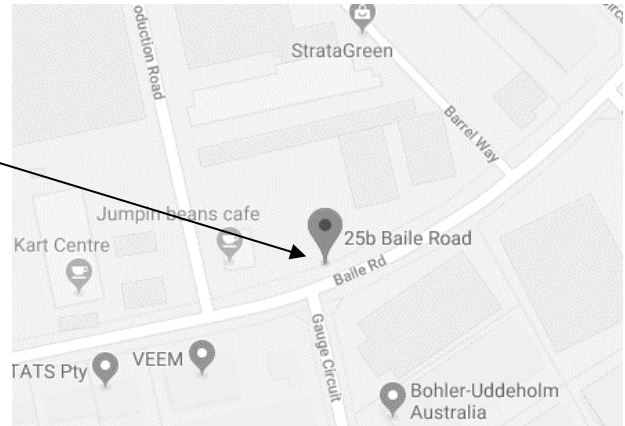 oduction Road
StrataGreen
Barrel Way
Jumpin beans cafe
Kart Centre
25b Baile Road
Baile Rd
Gauge Circuit
TATS Pty
VEEM
Bohler-Uddeholm
Australia